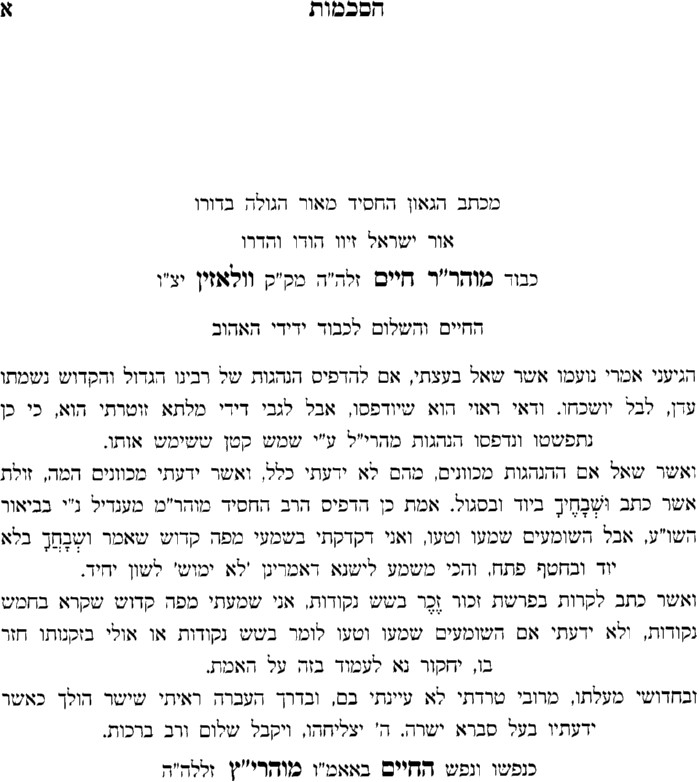 הסכמות א
מכתב הגאון החסיד מאור הגולה בדורו
אור ישראל זיוו הודו והדרו
כבוד מוהר״ר חיים זלה״ה מק״ק וולאזין יצ״ו
החיים והשלום לכבוד ידידי האהוב
הגיעני אמרי נועמו אשר שאל בעצתי, אם להדפיס הנהגות של רבינו הגדול והקדוש נשמתו
עדן, לבל יושכחו. ודאי ראוי הוא שיודפסו, אבל לגבי דידי מלתא זוטרתי הוא, כי כן
נתפשטו ונדפסו הנהגות מהרי״ל ע״י שמש קטן ששימש אותו.
ואשר שאל אם ההנהגות מכוונים, מהם לא ידעתי כלל, ואשר ידעתי מכוונים המה, זולת
אשר כתב וּשְׁבָחֶיךָ ביוד ובסגול. אמת כן הדפיס הרב החסיד מוהר״מ מענדיל נ״י בביאור
השו״ע, אבל השומעים שמעו וטעו, ואני דקדקתי בשמעי מפה קדוש שאמר ושְבָחֲךָ בלא
יוד ובחטף פתח, והכי משמע לישנא דאמרינן ׳לא ימוש׳ לשון יחיד.
ואשר כתב לקרות בפרשת זכור זֶכֶר בשש נקודות, אני שמעתי מפה קדוש שקרא בחמש
נקודות, ולא ידעתי אם השומעים שמעו וטעו לומר בשש נקודות או אולי בזקנותו חזר
בו, יחקור נא לעמוד בזה על האמת.
ובחדושי מעלתו, מרובי טרדתי לא עיינתי בם, ובדרך העברה ראיתי שישר הולך כאשר
ידעתיו בעל סברא ישרה. ה׳ יצליחהו, ויקבל שלום ורב ברכות.
כנפשו ונפש החיים באאמ״ז מוהרי״ץ זללה״ה